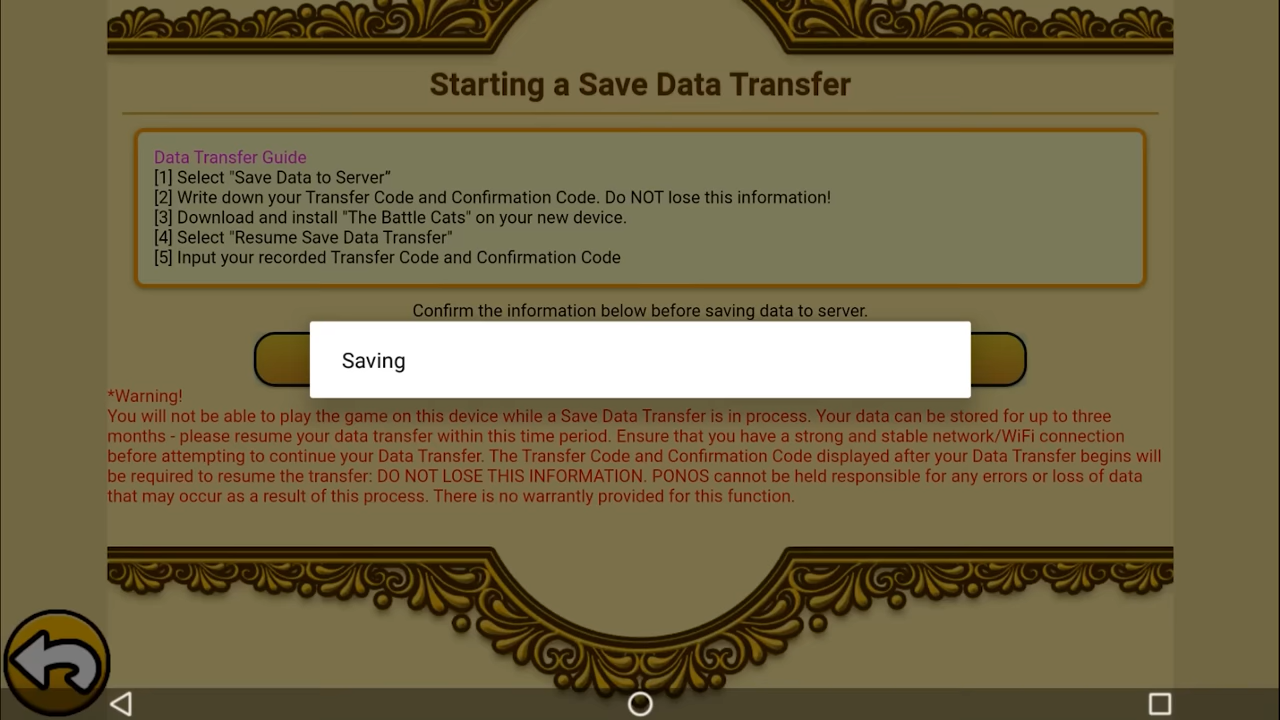 Starting a Save Data Transfer
Data Transfer Guide
[1] Select "Save Data to Server"
[2] Write down your Transfer Code and Confirmation Code. Do NOT lose this information!
[3] Download and install "The Battle Cats" on your new device.
[4] Select "Resume Save Data Transfer"
[5] Input your recorded Transfer Code and Confirmation Code
Confirm the information below before saving data to server.
Saving
*Warning!
You will not be able to play the game on this device while a Save Data Transfer is in process. Your data can be stored for up to three
months - please resume your data transfer within this time period. Ensure that you have a strong and stable network/WiFi connection
before attempting to continue your Data Transfer. The Transfer Code and Confirmation Code displayed after your Data Transfer begins will
be required to resume the transfer: DO NOT LOSE THIS INFORMATION. PONOS cannot be held responsible for any errors or loss of data
that may occur as a result of this process. There is no warrantly provided for this function.